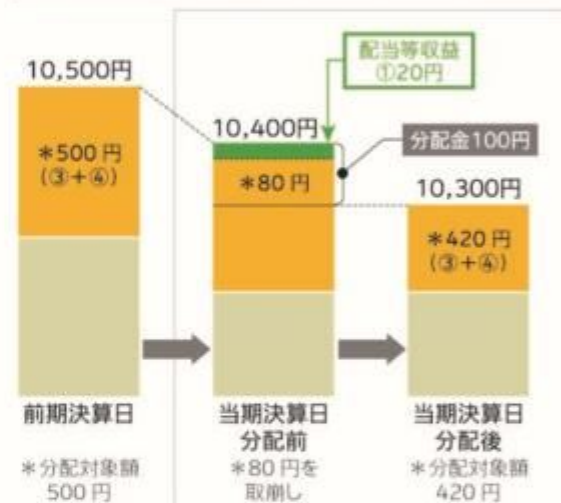 配当等収益
①20円
10,500円
10,400円
分配金100円
*500円
(③+④)
*80円
10,300円
*420円
(③+④)
前期決算日
当期決算日
分配前
当期決算日
分配後
*分配対象額
500円
*80円を
取崩し
*分配対象額
420円